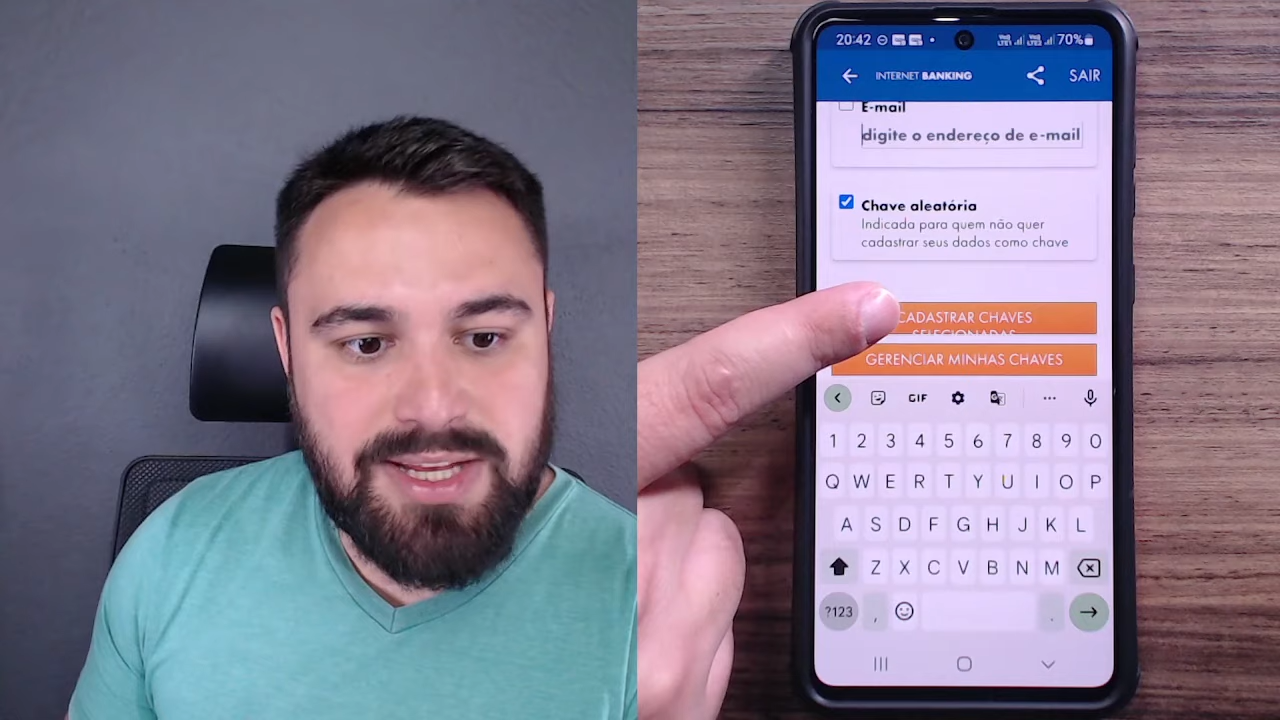 20:42 70%
INTERNET BANKING SAIR
E-mail
digite o endereço de e-mail
Chave aleatória
Indicada para quem não quer
cadastrar seus dados como chave
CADASTRAR CHAVES
SELECIONADAS
GERENCIAR MINHAS CHAVES
GIF
1 2 3 4 5 6 7 8 9 0
Q W E R T Y U I O P
A S D F G H J K L
Z X C V B N M
?123 , .